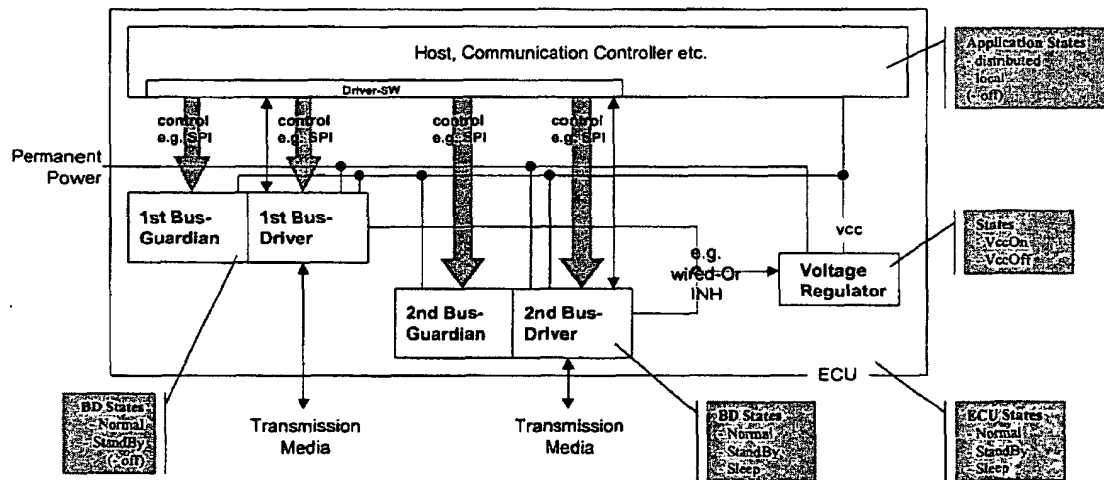 Host, Communication Controller etc.
Driver-SW
Application States
- distributed
- local
(- off)
control
e.g. SPI
control
e.g. SPI
control
e.g. SPI
control
e.g. SPI
Permanent
Power
1st Bus-
Guardian
1st Bus-
Driver
vcc
States
VccOn
VccOff
e.g.
wired-Or
INH
Voltage
Regulator
2nd Bus-
Guardian
2nd Bus-
Driver
ECU
BD States
- Normal
- StandBy
(- off)
Transmission
Media
Transmission
Media
BD States
- Normal
- StandBy
- Sleep
ECU States
- Normal
- StandBy
- Sleep